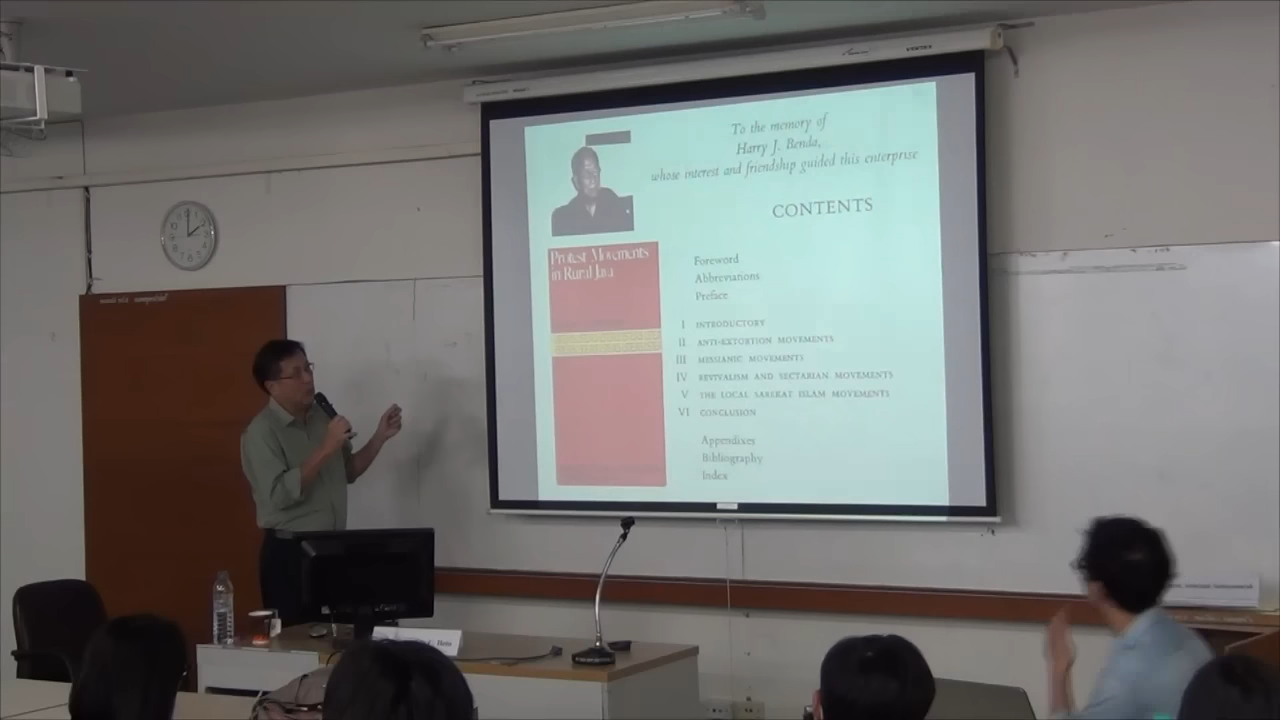 To the memory of
Harry J. Benda,
whose interest and friendship guided this enterprise
CONTENTS
Protest Movements
in Rural Java
Foreword
Abbreviations
Preface
I INTRODUCTORY
II ANTI-EXTORTION MOVEMENTS
III MESSIANIC MOVEMENTS
IV REVIVALISM AND SECTARIAN MOVEMENTS
V THE LOCAL SAREKAT ISLAM MOVEMENTS
VI CONCLUSION
Appendixes
Bibliography
Index